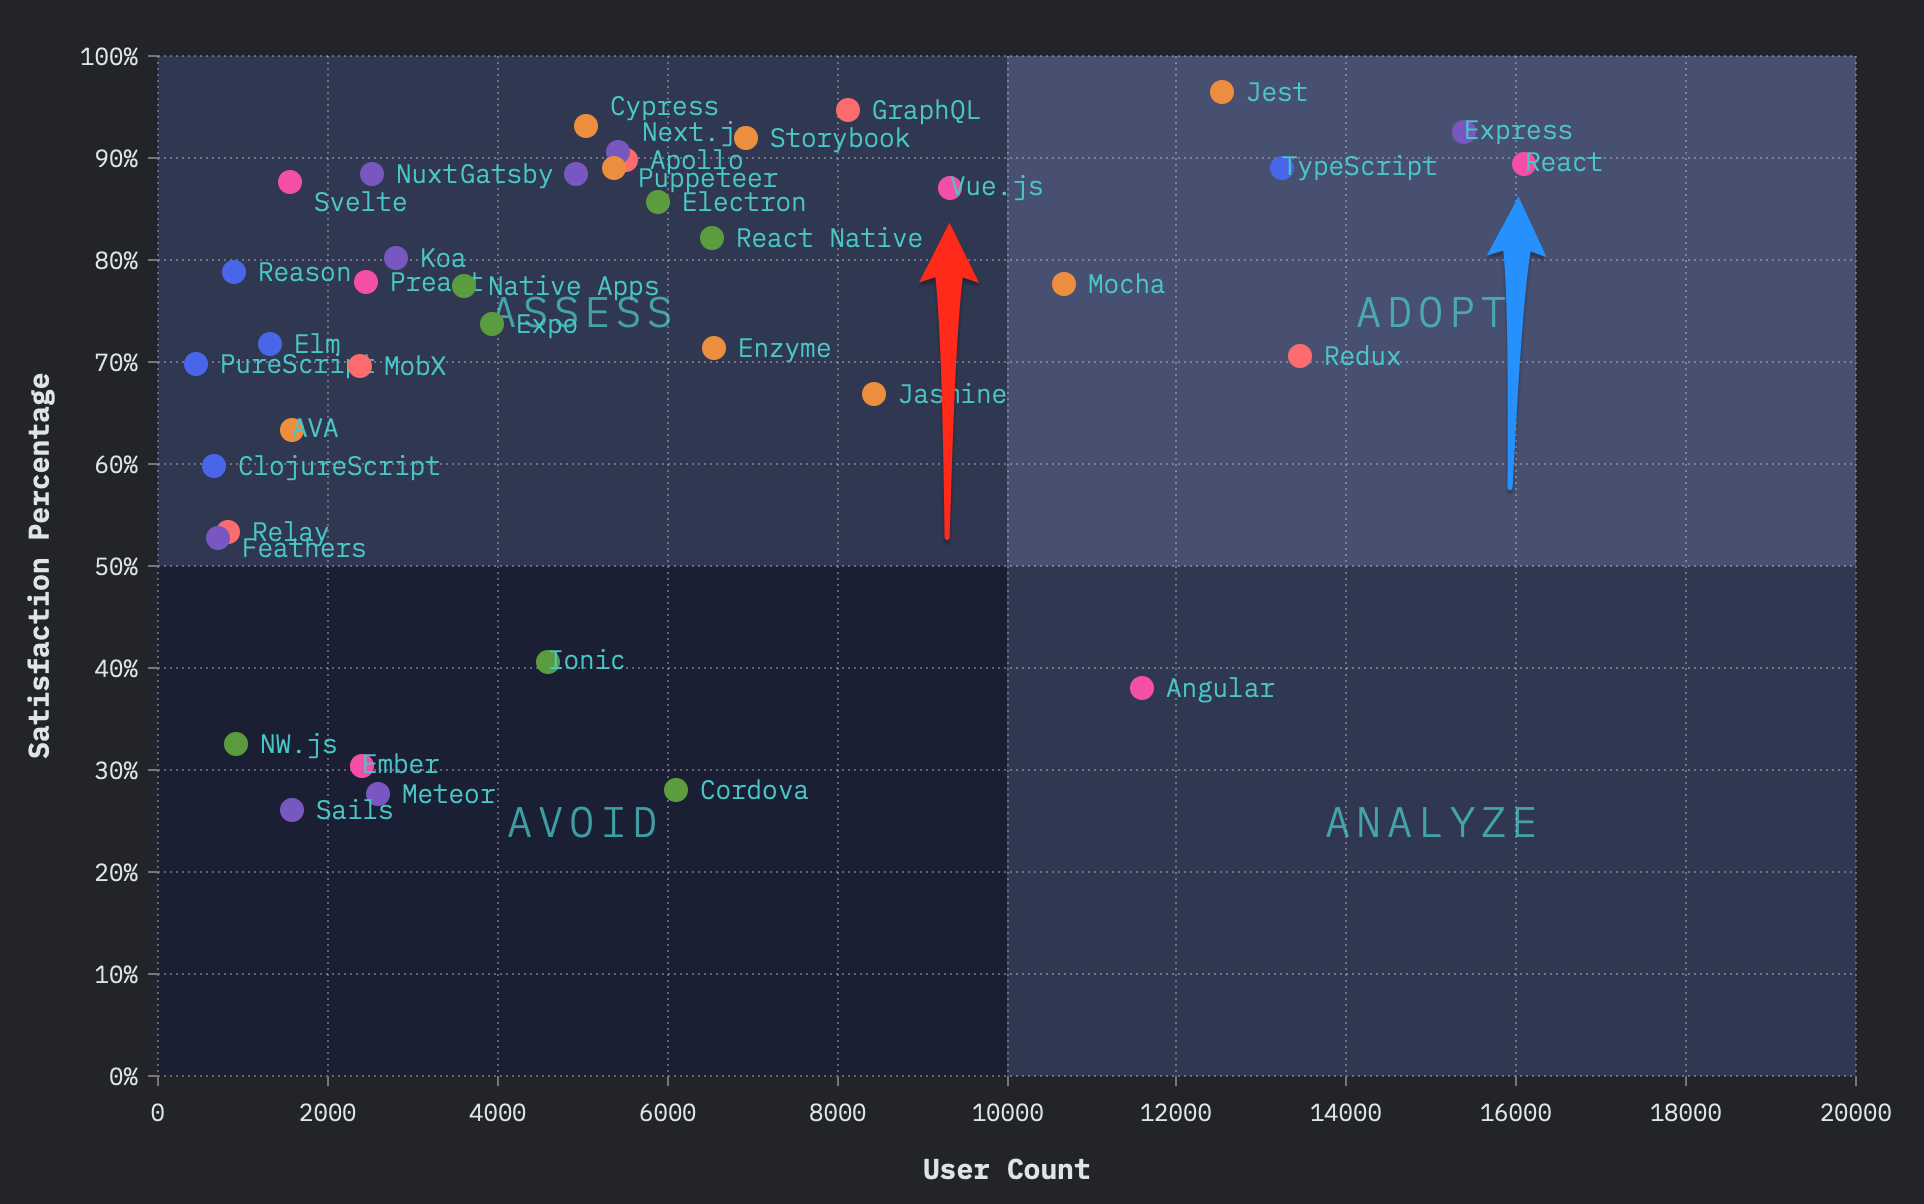 100%
90%
80%
70%
60%
50%
40%
30%
20%
10%
0%
Satisfaction Percentage
Cypress
GraphQL
Jest
Next.j
Storybook
Express
Apollo
TypeScript
React
NuxtGatsby
Puppeteer
Vue.js
Svelte
Electron
React Native
Koa
Reason
Preact
Native Apps
Mocha
ASSESS
ADOPT
Expo
Elm
Enzyme
Redux
PureScript
MobX
Jasmine
AVA
ClojureScript
Relay
Feathers
Ionic
Angular
NW.js
Ember
Meteor
Cordova
Sails
AVOID
ANALYZE
0 2000 4000 6000 8000 10000 12000 14000 16000 18000 20000
User Count